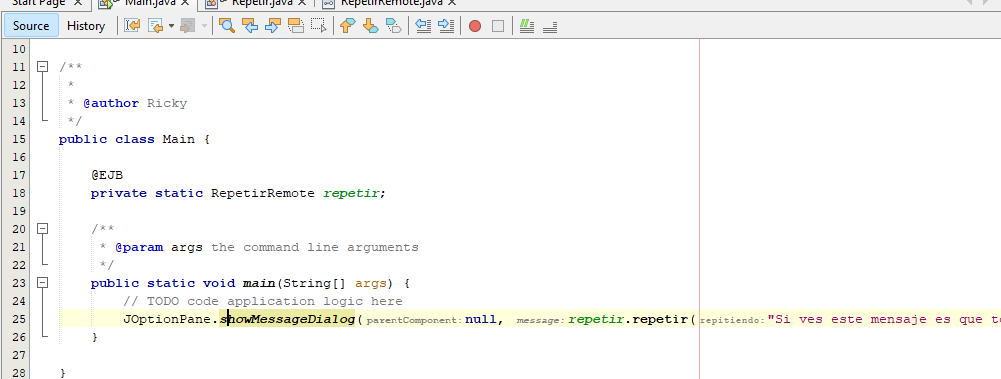 Start Page Main.java Repetir.java RepetirRemote.java
Source History
10
11 /**
12 *
13 * @author Ricky
14 */
15 public class Main {
16
17 @EJB
18 private static RepetirRemote repetir;
19
20 /**
21 * @param args the command line arguments
22 */
23 public static void main(String[] args) {
24 // TODO code application logic here
25 JOptionPane.showMessageDialog(parentComponent: null, message: repetir.repetir(repitiendo: "Si ves este mensaje es que
26 }
27
28 }